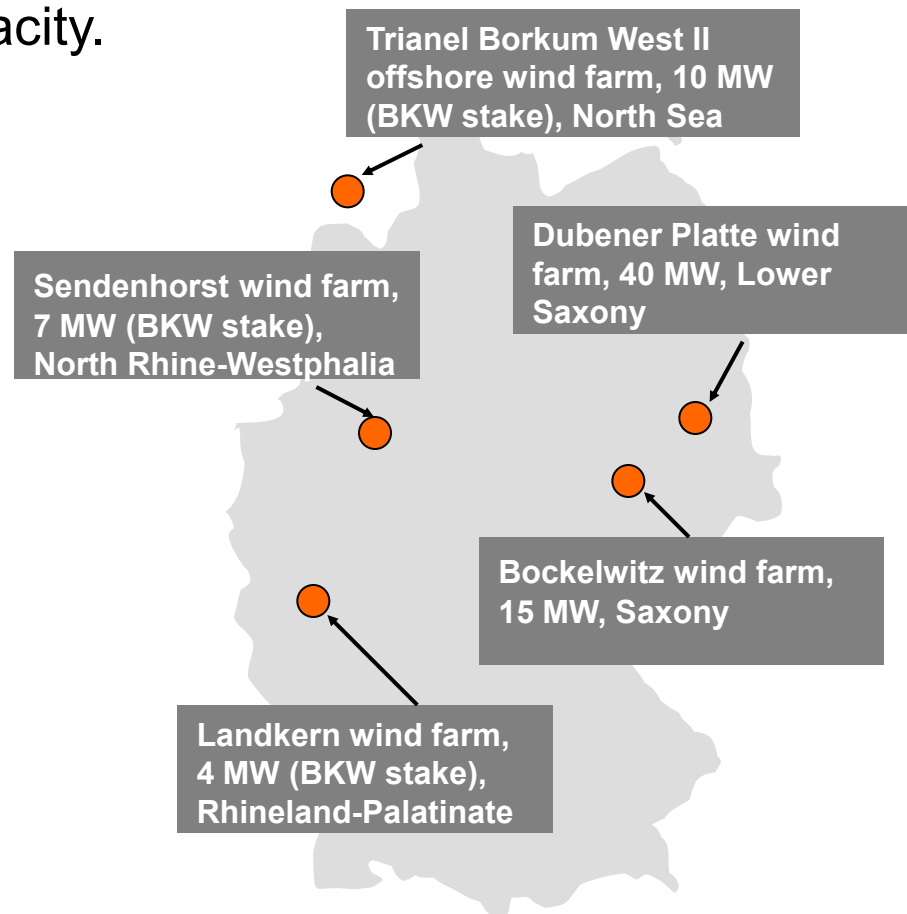 acity.
Trianel Borkum West II
offshore wind farm, 10 MW
(BKW stake), North Sea
Dubener Platte wind
farm, 40 MW, Lower
Saxony
Sendenhorst wind farm,
7 MW (BKW stake),
North Rhine-Westphalia
Bockelwitz wind farm,
15 MW, Saxony
Landkern wind farm,
4 MW (BKW stake),
Rhineland-Palatinate